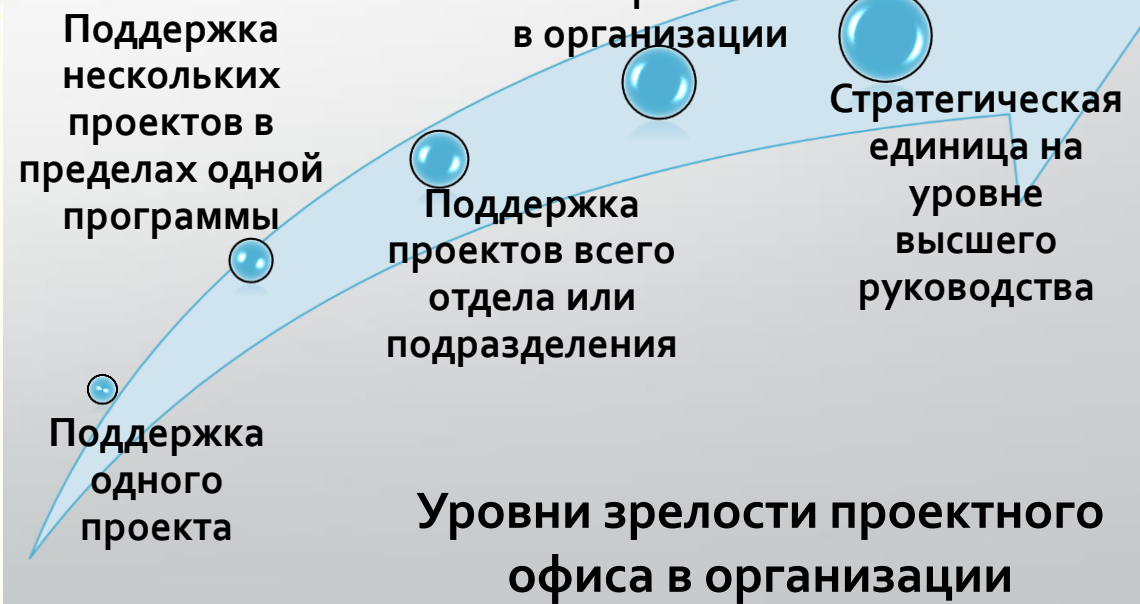 Поддержка
нескольких
проектов в
пределах одной
программы
в организации
Стратегическая
единица на
уровне
высшего
руководства
Поддержка
проектов всего
отдела или
подразделения
Поддержка
одного
проекта
Уровни зрелости проектного
офиса в организации